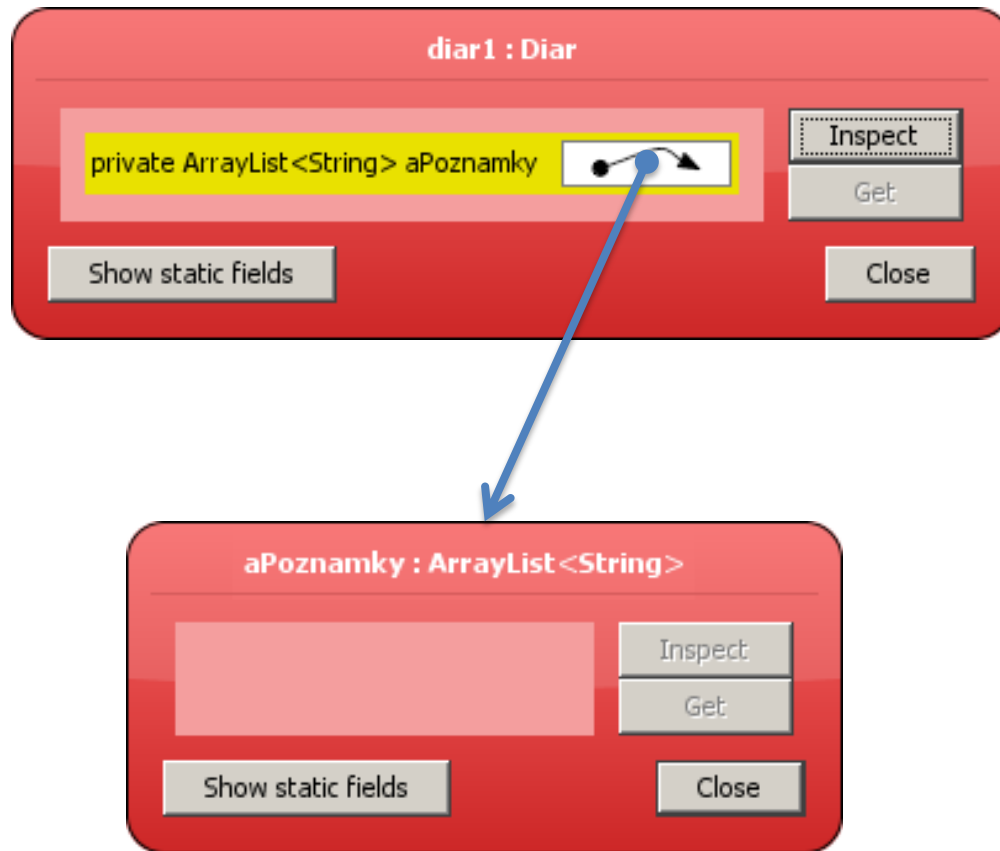 diar1 : Diar
private ArrayList<String> aPoznamky
Inspect
Get
Show static fields
Close
aPoznamky : ArrayList<String>
Inspect
Get
Show static fields
Close